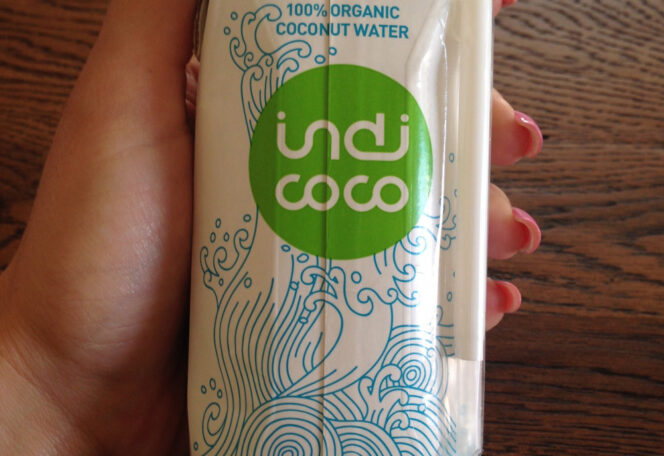 100% ORGANIC
COCONUT WATER
indi
coco